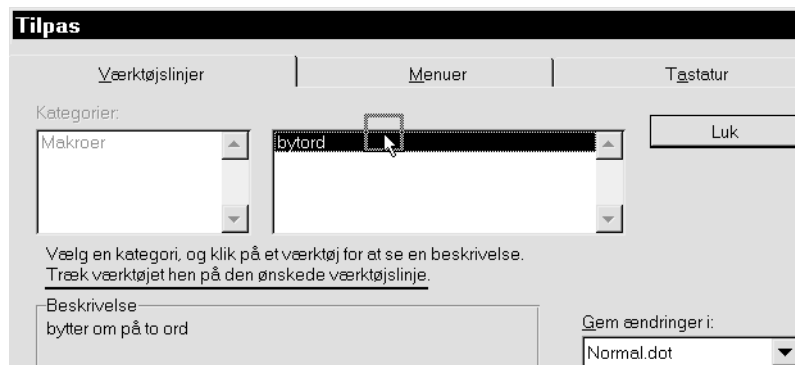 Tilpas
Værktøjslinjer
Menuer
Tastatur
Kategorier:
Makroer
bytord
Luk
Vælg en kategori, og klik på et værktøj for at se en beskrivelse.
Træk værktøjet hen på den ønskede værktøjslinje.
Beskrivelse
bytter om på to ord
Gem ændringer i:
Normal.dot